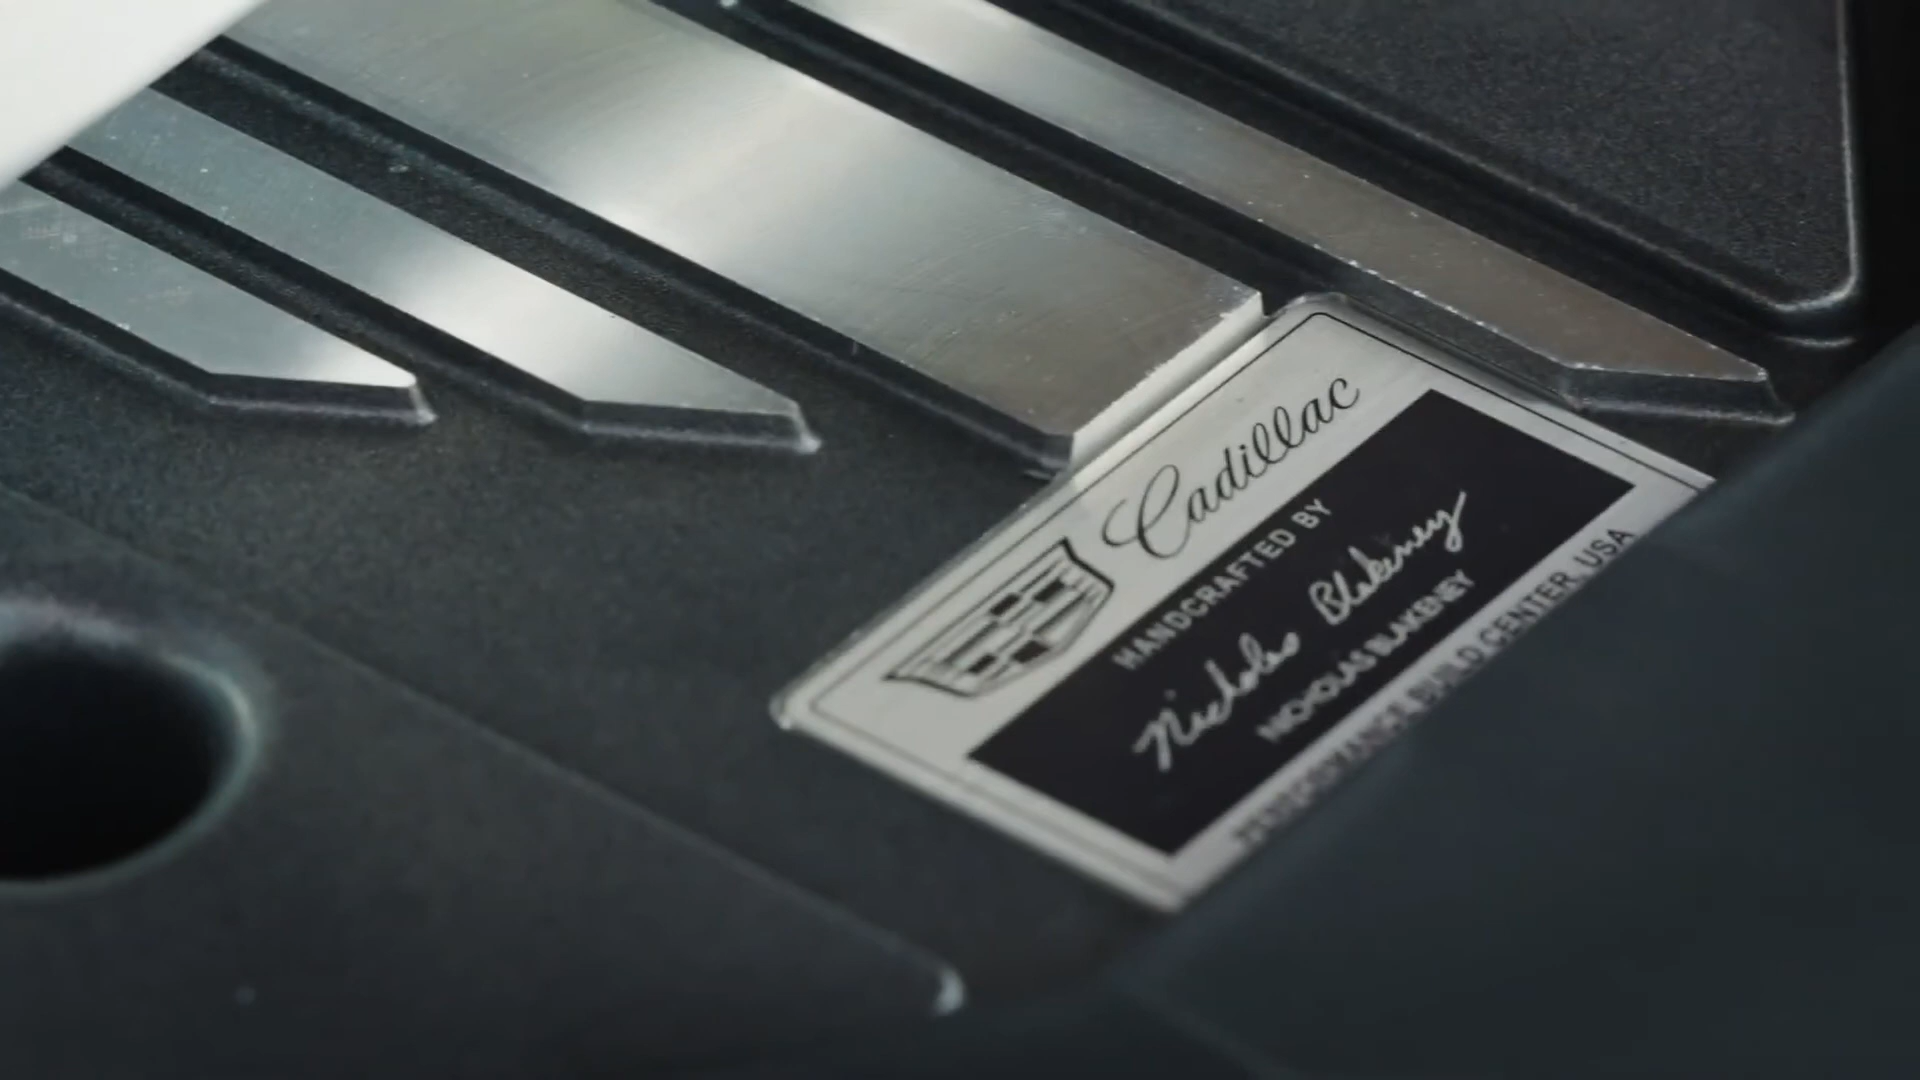 Cadillac
HANDCRAFTED BY
Nicholas Blakeney
NICHOLAS BLAKENEY
PERFORMANCE BUILD CENTER, USA